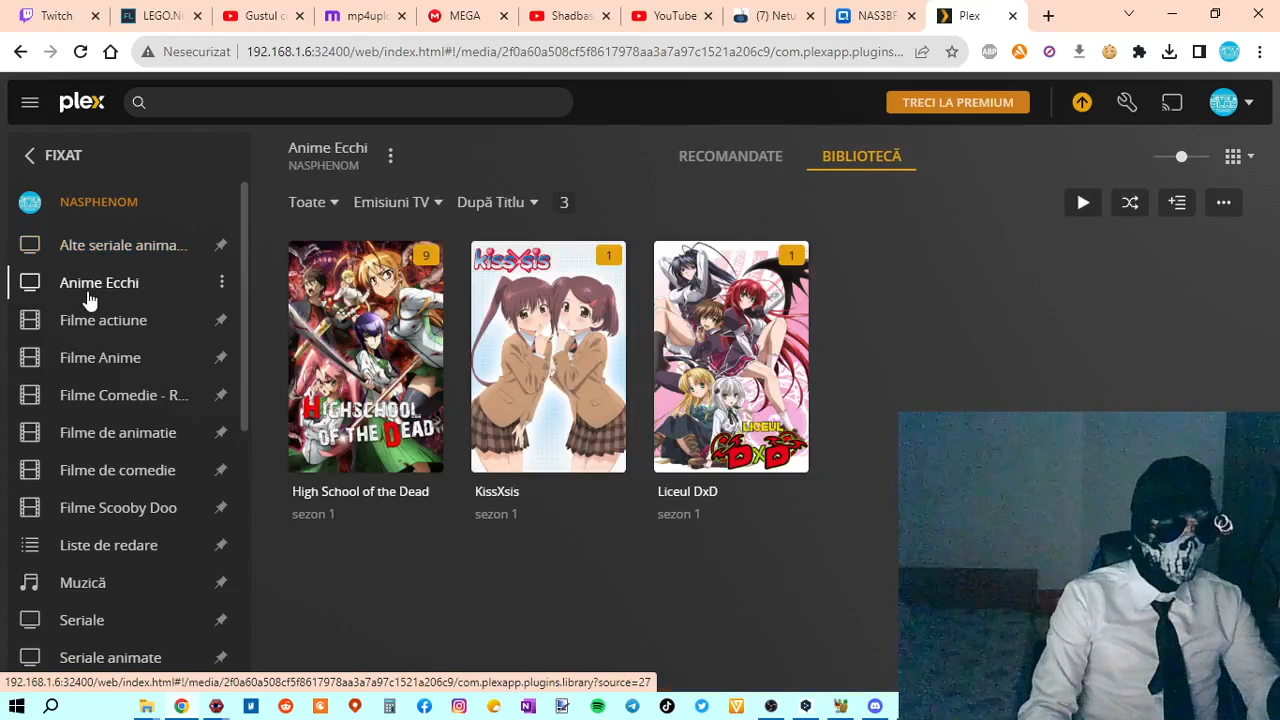 Twitch
LEGO.Ni
Gustul c
mp4uplo
MEGA
Shadbas
YouTube
(7) Netu
NAS3BF
Plex
Nesecurizat
192.168.1.6:32400/web/index.html#!/media/2f0a60a508cf5f8617978aa3a7a97c1521a206c9/com.plexapp.plugins...
ABP
plex
TRECI LA PREMIUM
FIXAT
NASPHENOM
Alte seriale anima...
Anime Ecchi
Filme actiune
Filme Anime
Filme Comedie - R...
Filme de animatie
Filme de comedie
Filme Scooby Doo
Liste de redare
Muzică
Seriale
Seriale animate
Anime Ecchi
NASPHENOM
RECOMANDATE
BIBLIOTECĂ
Toate
Emisiuni TV
După Titlu
3
9
HIGHSCHOOL
OF THE DEAD
1
kissxsis
1
LICEUL
DxD
High School of the Dead
sezon 1
KissXsis
sezon 1
Liceul DxD
sezon 1
192.168.1.6:32400/web/index.html#!/media/2f0a60a508cf5f8617978aa3a7a97c1521a206c9/com.plexapp.plugins.library?source=27